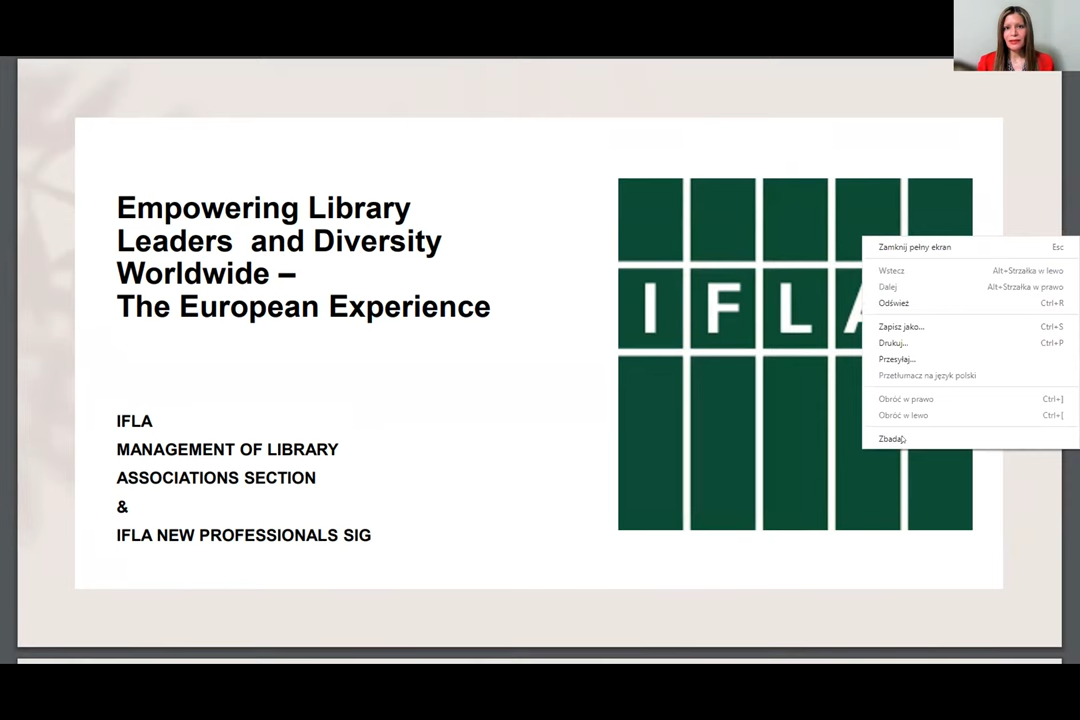 Empowering Library
Leaders and Diversity
Worldwide –
The European Experience
IFLA
MANAGEMENT OF LIBRARY
ASSOCIATIONS SECTION
&
IFLA NEW PROFESSIONALS SIG
I F L A
Zamknij pełny ekran Esc
Wstecz Alt+Strzałka w lewo
Dalej Alt+Strzałka w prawo
Odśwież Ctrl+R
Zapisz jako... Ctrl+S
Drukuj... Ctrl+P
Przesyłaj...
Przetłumacz na język polski
Obróć w prawo Ctrl+]
Obróć w lewo Ctrl+[
Zbadaj